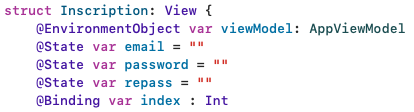 struct Inscription: View {
@EnvironmentObject var viewModel: AppViewModel
@State var email = ""
@State var password = ""
@State var repass = ""
@Binding var index : Int